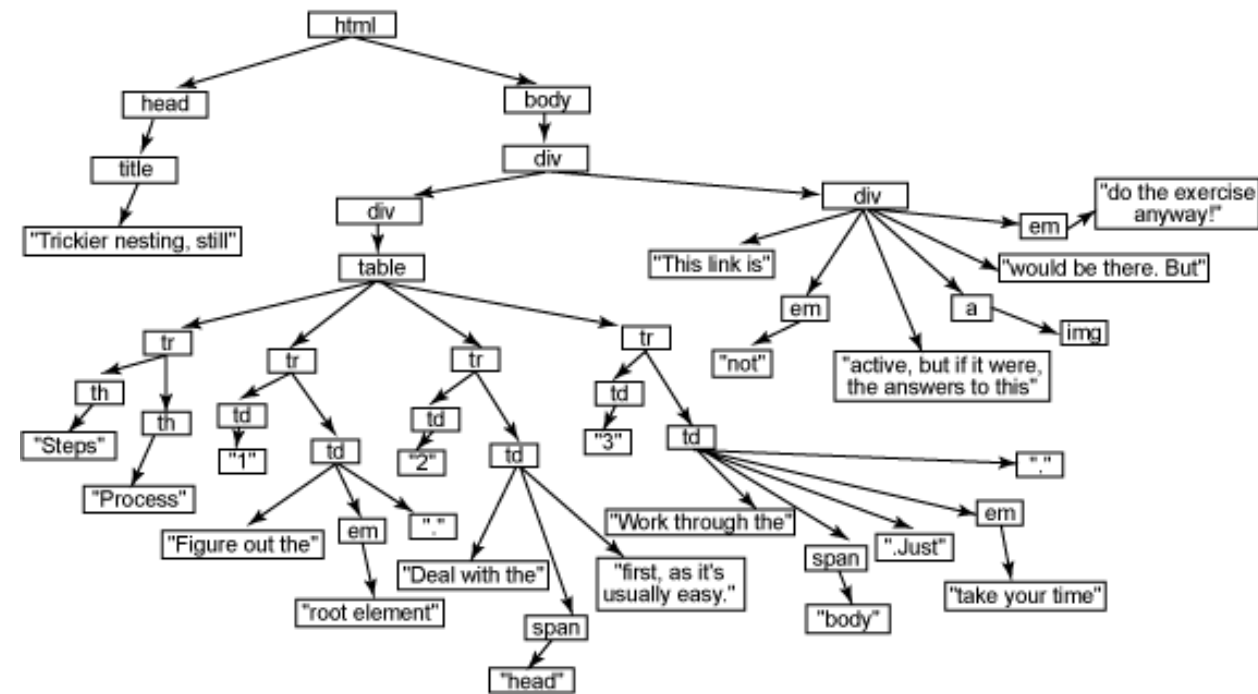 html
head
body
title
div
"Trickier nesting, still"
div
div
em
"do the exercise
anyway!"
table
"This link is"
"would be there. But"
em
a
img
"not"
"active, but if it were,
the answers to this"
tr
tr
tr
tr
th
th
td
td
td
"Steps"
"1"
td
"2"
td
"3"
td
"Process"
"."
"Figure out the"
em
"."
"root element"
"Deal with the"
"first, as it's
usually easy."
span
"head"
"Work through the"
span
".Just"
em
"body"
"take your time"